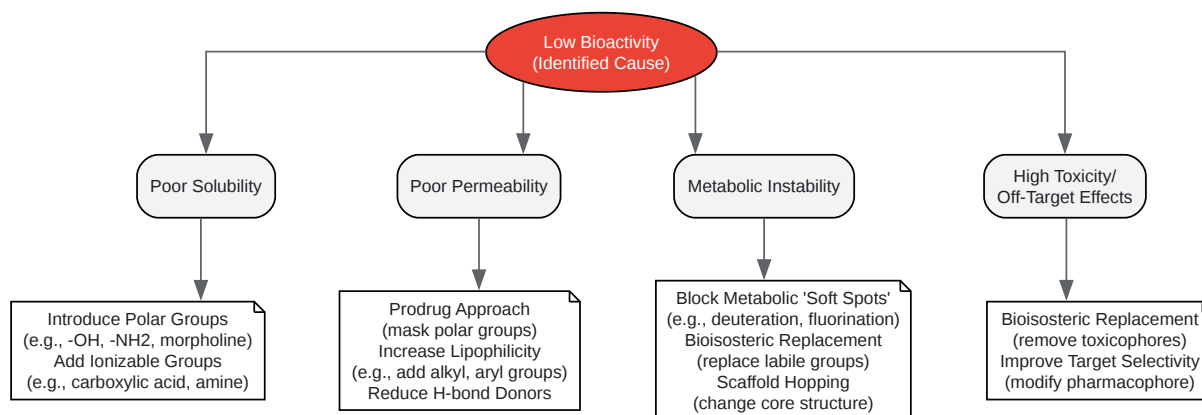 Low Bioactivity
(Identified Cause)
Poor Solubility
Poor Permeability
Metabolic Instability
High Toxicity/
Off-Target Effects
Introduce Polar Groups
(e.g., -OH, -NH2, morpholine)
Add Ionizable Groups
(e.g., carboxylic acid, amine)
Prodrug Approach
(mask polar groups)
Increase Lipophilicity
(e.g., add alkyl, aryl groups)
Reduce H-bond Donors
Block Metabolic 'Soft Spots'
(e.g., deuteration, fluorination)
Bioisosteric Replacement
(replace labile groups)
Scaffold Hopping
(change core structure)
Bioisosteric Replacement
(remove toxicophores)
Improve Target Selectivity
(modify pharmacophore)